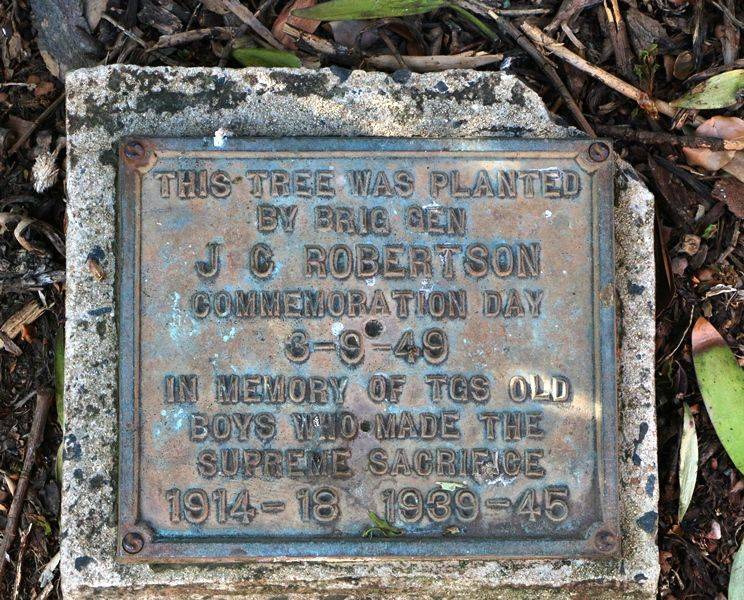 THIS TREE WAS PLANTED
BY BRIG GEN
J C ROBERTSON
COMMEMORATION DAY
3-9-49
IN MEMORY OF TGS OLD
BOYS WHO MADE THE
SUPREME SACRIFICE
1914-18 1939-45